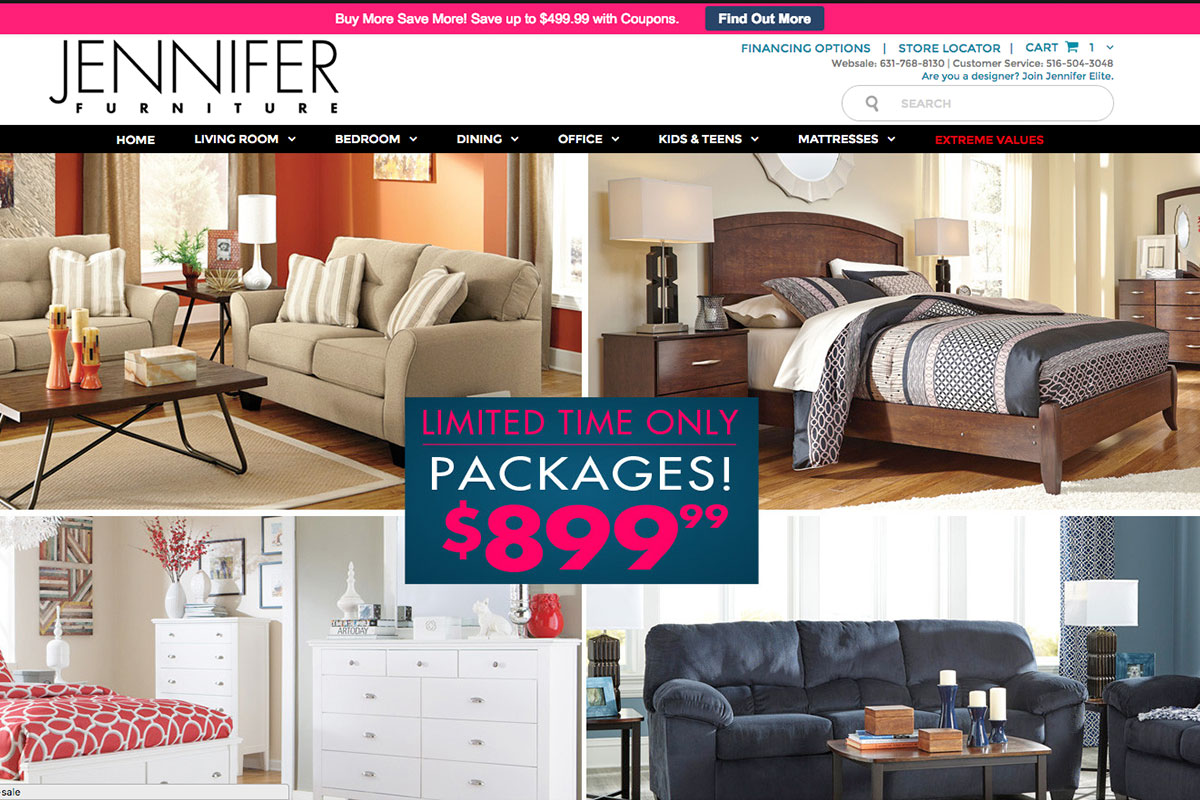 Buy More Save More! Save up to $499.99 with Coupons. Find Out More
JENNIFER
FURNITURE
FINANCING OPTIONS | STORE LOCATOR | CART 1
Websale: 631-768-8130 | Customer Service: 516-504-3048
Are you a designer? Join Jennifer Elite.
SEARCH
HOME LIVING ROOM BEDROOM DINING OFFICE KIDS & TEENS MATTRESSES EXTREME VALUES
LIMITED TIME ONLY
PACKAGES!
$899.99
ARTODAY
-sale